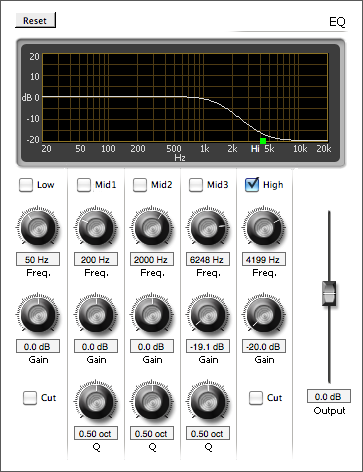 Reset EQ
20
10
dB 0
-10
-20
20 50 100 200 500 1k 2k Hi 5k 10k 20k
Hz
Low Mid1 Mid2 Mid3 High
50 Hz 200 Hz 2000 Hz 6248 Hz 4199 Hz
Freq. Freq. Freq. Freq. Freq.
0.0 dB 0.0 dB 0.0 dB -19.1 dB -20.0 dB
Gain Gain Gain Gain Gain
Cut Cut
0.0 dB
Output
0.50 oct 0.50 oct 0.50 oct
Q Q Q